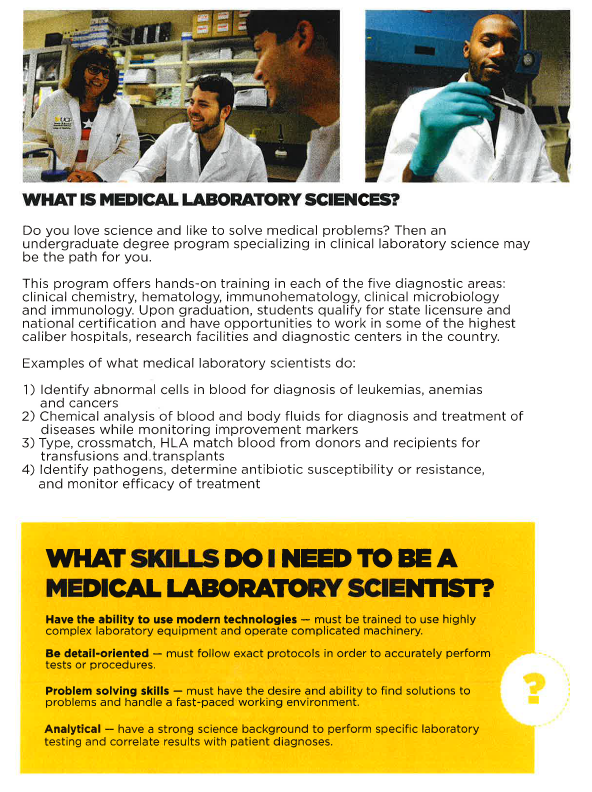 UCF
WHAT IS MEDICAL LABORATORY SCIENCES?
Do you love science and like to solve medical problems? Then an
undergraduate degree program specializing in clinical laboratory science may
be the path for you.
This program offers hands-on training in each of the five diagnostic areas:
clinical chemistry, hematology, immunohematology, clinical microbiology
and immunology. Upon graduation, students qualify for state licensure and
national certification and have opportunities to work in some of the highest
caliber hospitals, research facilities and diagnostic centers in the country.
Examples of what medical laboratory scientists do:
1) Identify abnormal cells in blood for diagnosis of leukemias, anemias
and cancers
2) Chemical analysis of blood and body fluids for diagnosis and treatment of
diseases while monitoring improvement markers
3) Type, crossmatch, HLA match blood from donors and recipients for
transfusions and.transplants
4) Identify pathogens, determine antibiotic susceptibility or resistance,
and monitor efficacy of treatment
WHAT SKILLS DO I NEED TO BE A
MEDICAL LABORATORY SCIENTIST?
Have the ability to use modern technologies — must be trained to use highly
complex laboratory equipment and operate complicated machinery.
Be detail-oriented — must follow exact protocols in order to accurately perform
tests or procedures.
Problem solving skills — must have the desire and ability to find solutions to
problems and handle a fast-paced working environment.
Analytical — have a strong science background to perform specific laboratory
testing and correlate results with patient diagnoses.
?